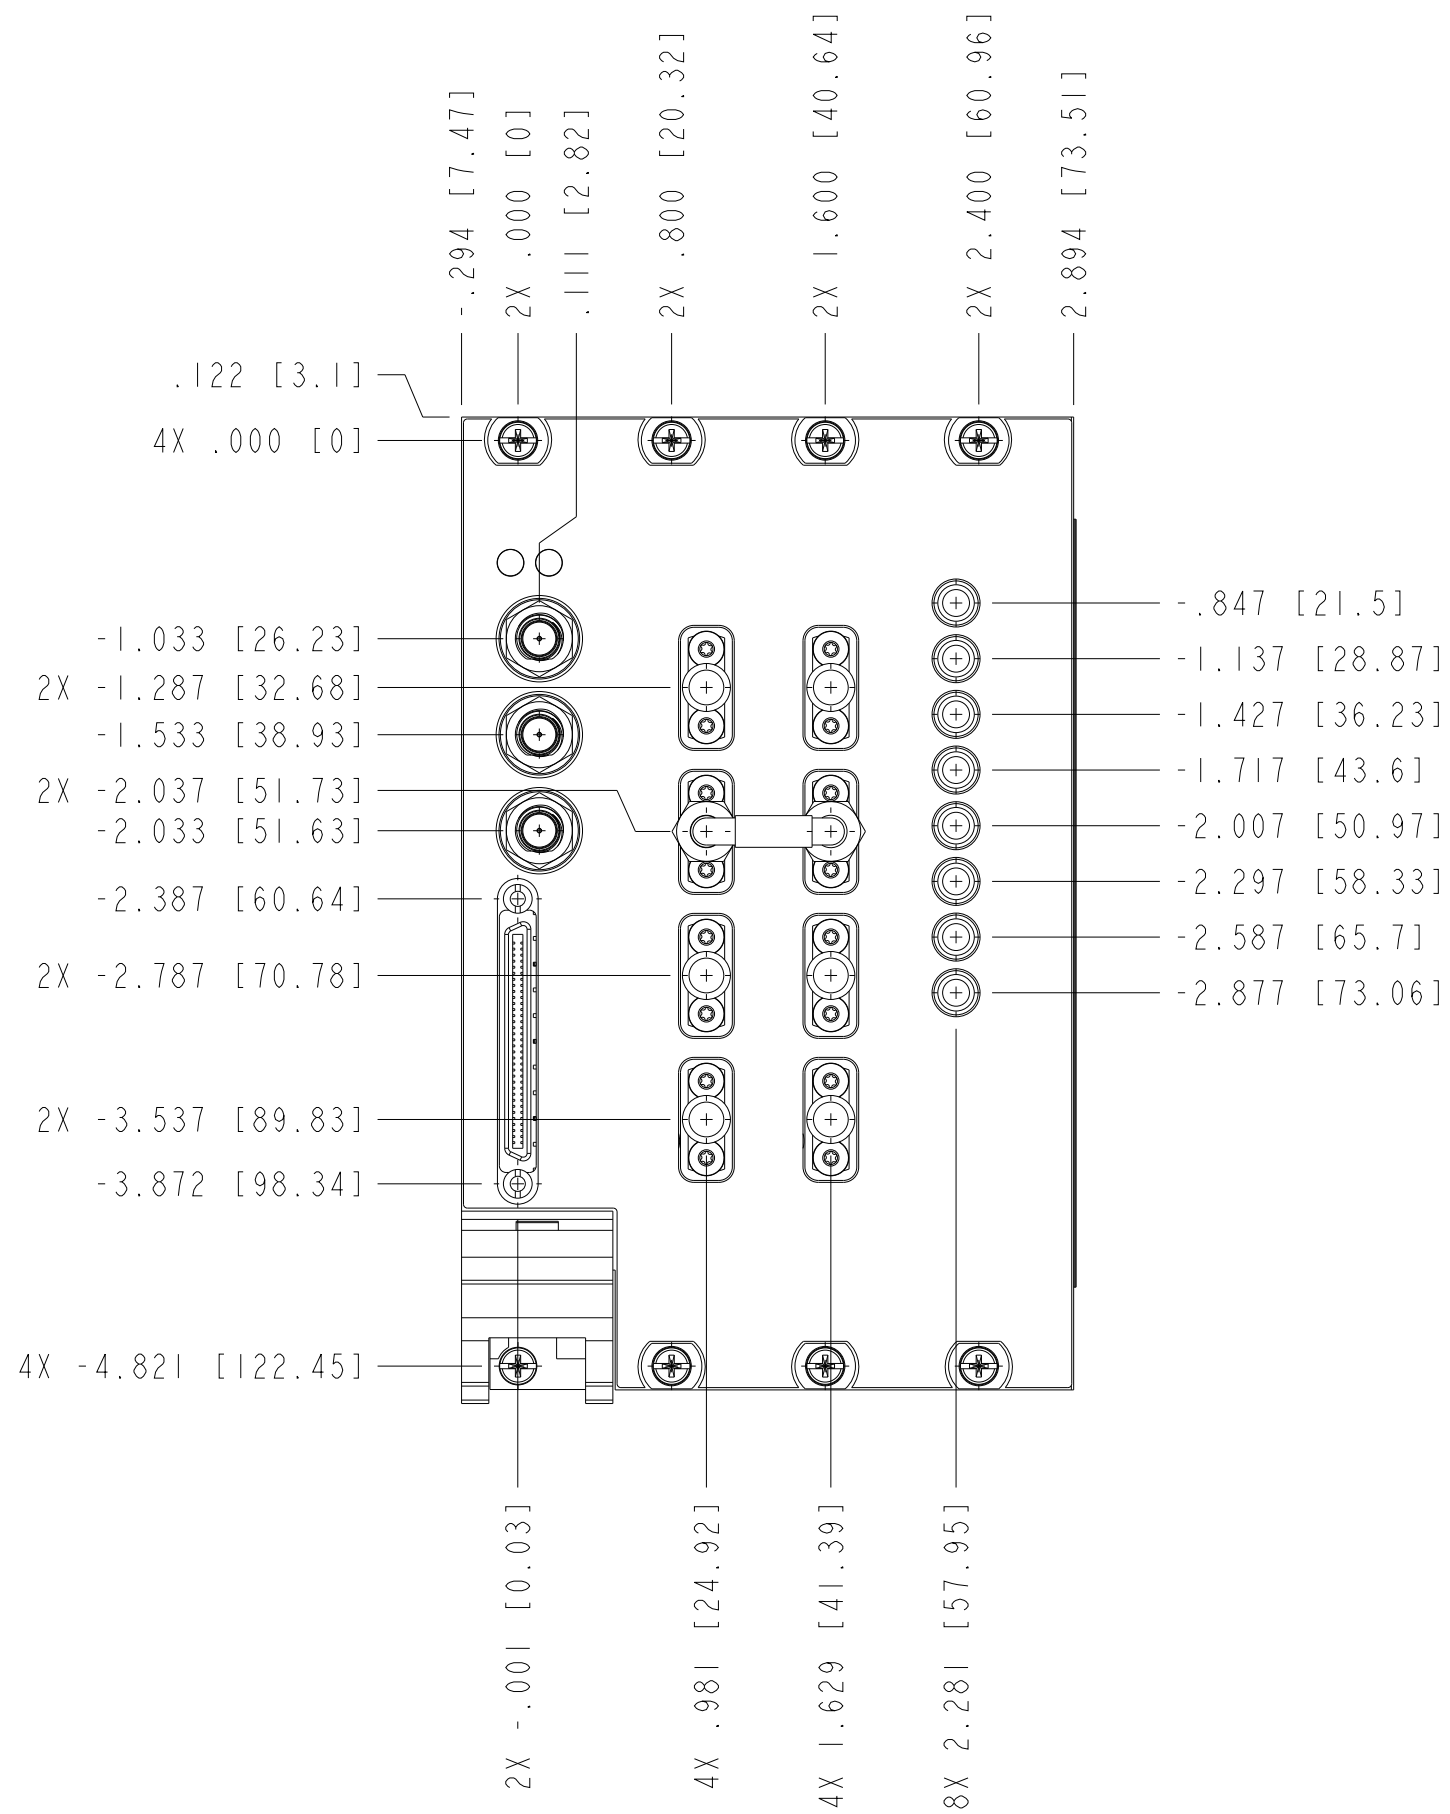 -.294 [7.47]
2X .000 [0]
.111 [2.82]
2X .800 [20.32]
2X 1.600 [40.64]
2X 2.400 [60.96]
2.894 [73.51]
.122 [3.1]
4X .000 [0]
-1.033 [26.23]
2X -1.287 [32.68]
-1.533 [38.93]
2X -2.037 [51.73]
-2.033 [51.63]
-2.387 [60.64]
2X -2.787 [70.78]
2X -3.537 [89.83]
-3.872 [98.34]
4X -4.821 [122.45]
-.847 [21.5]
-1.137 [28.87]
-1.427 [36.23]
-1.717 [43.6]
-2.007 [50.97]
-2.297 [58.33]
-2.587 [65.7]
-2.877 [73.06]
2X -.001 [0.03]
4X .981 [24.92]
4X 1.629 [41.39]
8X 2.281 [57.95]